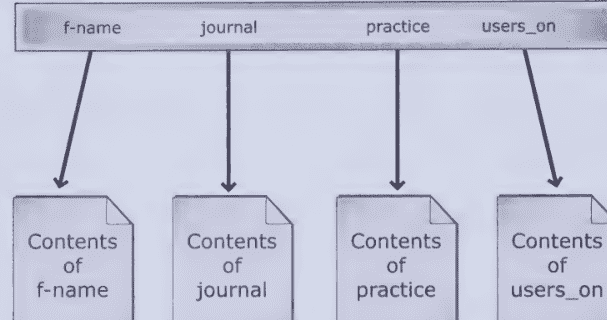 f-name journal practice users_on
Contents Contents Contents Contents
of of of of
f-name journal practice users_on